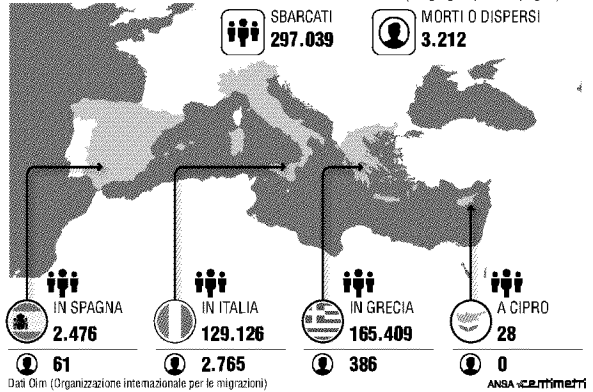 SBARCATI
297.039
MORTI O DISPERSI
3.212
IN SPAGNA
2.476
61
IN ITALIA
129.126
2.765
IN GRECIA
165.409
386
A CIPRO
28
0
Dati Oim (Organizzazione internazionale per le migrazioni)
ANSA centimetri